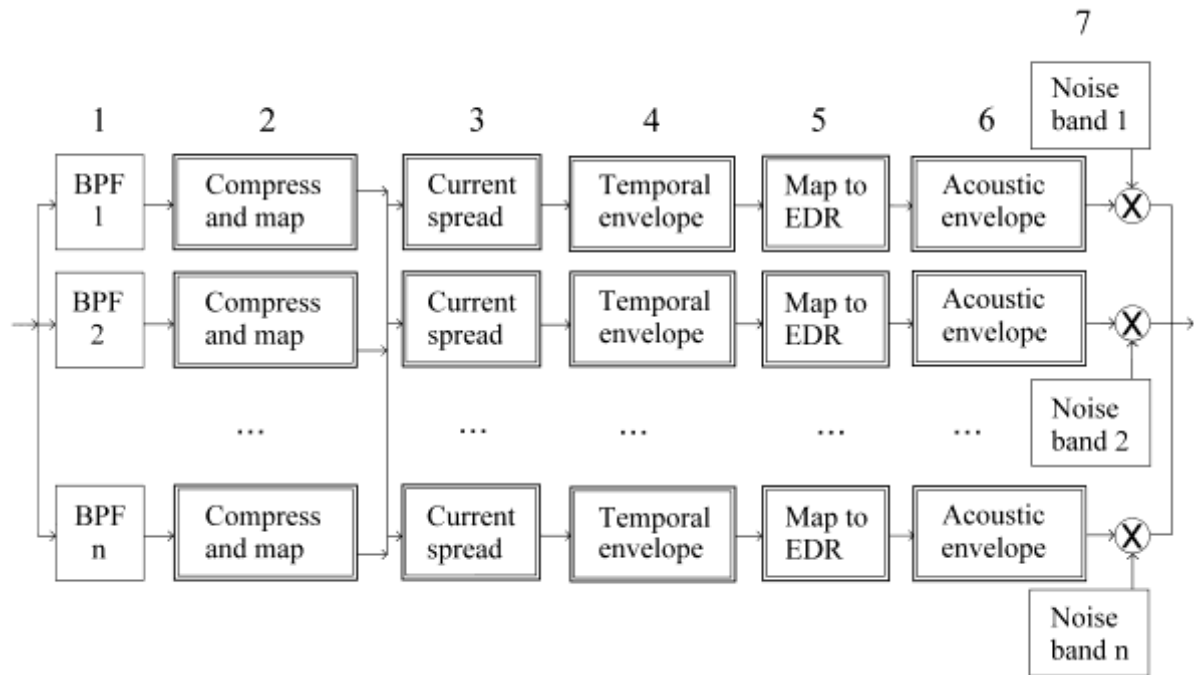 7
Noise
band 1
1
2
3
4
5
6
BPF
1
Compress
and map
Current
spread
Temporal
envelope
Map to
EDR
Acoustic
envelope
X
BPF
2
Compress
and map
Current
spread
Temporal
envelope
Map to
EDR
Acoustic
envelope
X
Noise
band 2
...
...
...
...
...
BPF
n
Compress
and map
Current
spread
Temporal
envelope
Map to
EDR
Acoustic
envelope
X
Noise
band n